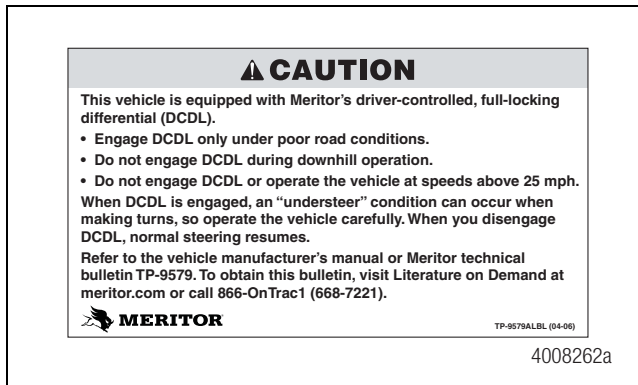 CAUTION
This vehicle is equipped with Meritor's driver-controlled, full-locking
differential (DCDL).
• Engage DCDL only under poor road conditions.
• Do not engage DCDL during downhill operation.
• Do not engage DCDL or operate the vehicle at speeds above 25 mph.
When DCDL is engaged, an “understeer” condition can occur when
making turns, so operate the vehicle carefully. When you disengage
DCDL, normal steering resumes.
Refer to the vehicle manufacturer's manual or Meritor technical
bulletin TP-9579. To obtain this bulletin, visit Literature on Demand at
meritor.com or call 866-OnTrac1 (668-7221).
MERITOR
TP-9579ALBL (04-06)
4008262a